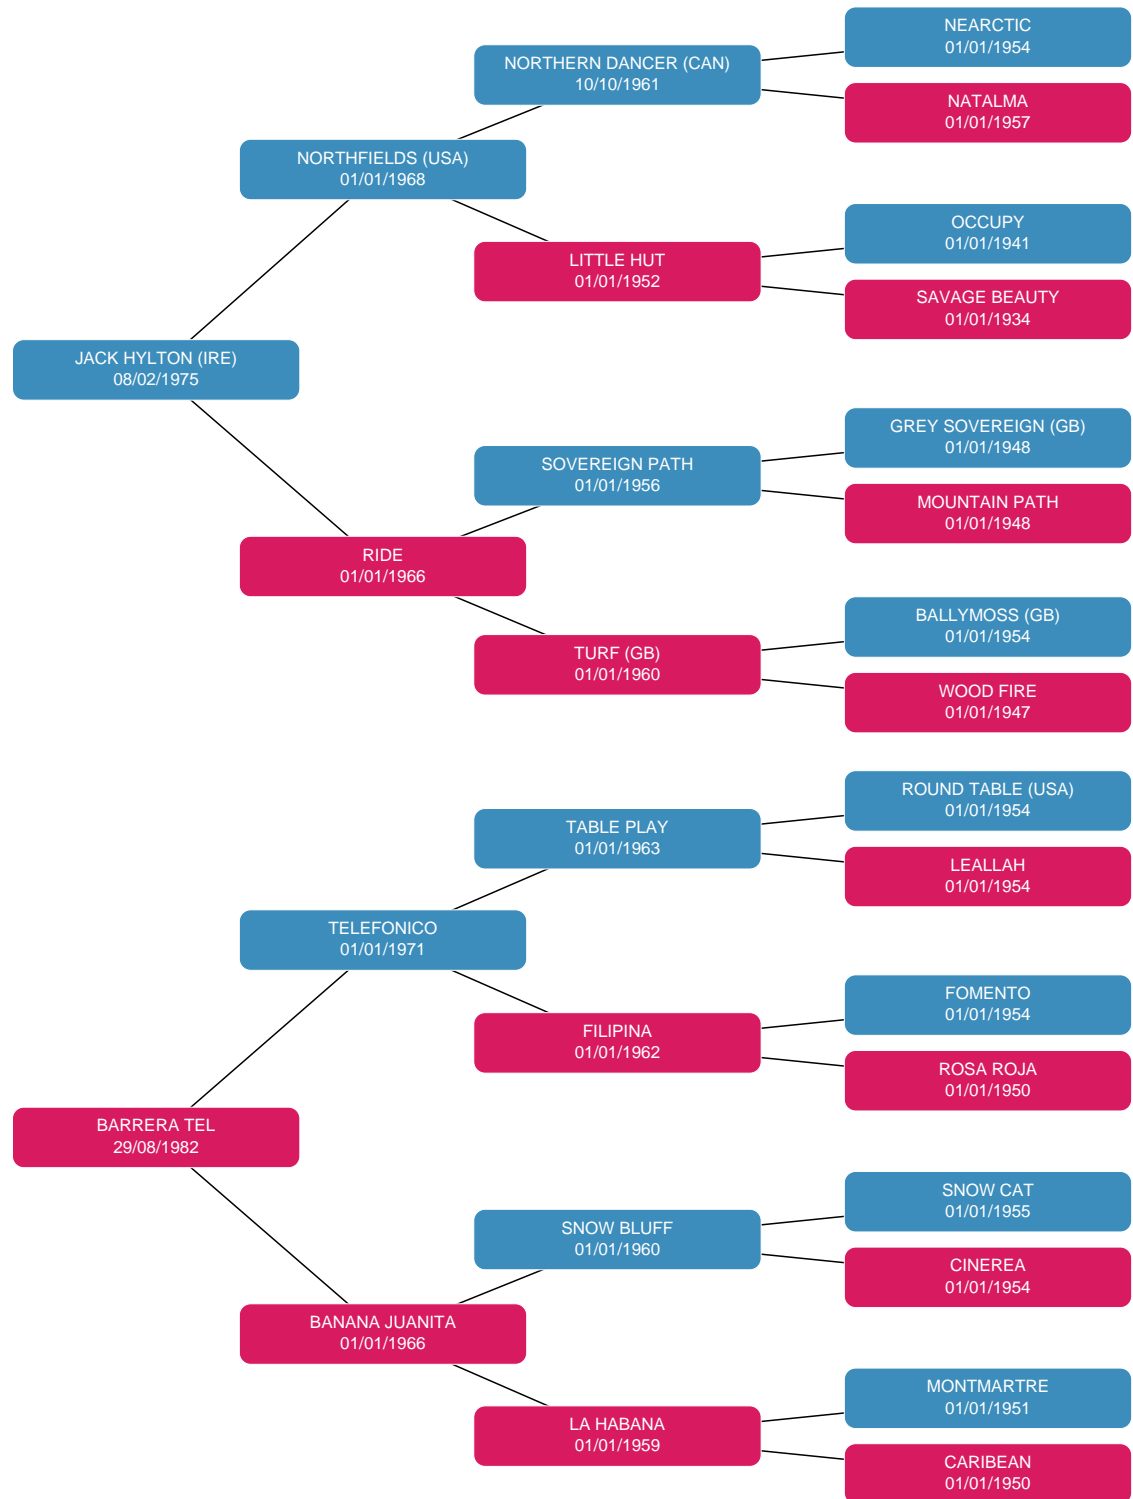 NEARCTIC
01/01/1954
NORTHERN DANCER (CAN)
10/10/1961
NATALMA
01/01/1957
NORTHFIELDS (USA)
01/01/1968
OCCUPY
01/01/1941
LITTLE HUT
01/01/1952
SAVAGE BEAUTY
01/01/1934
JACK HYLTON (IRE)
08/02/1975
GREY SOVEREIGN (GB)
01/01/1948
SOVEREIGN PATH
01/01/1956
MOUNTAIN PATH
01/01/1948
RIDE
01/01/1966
BALLYMOSS (GB)
01/01/1954
TURF (GB)
01/01/1960
WOOD FIRE
01/01/1947
ROUND TABLE (USA)
01/01/1954
TABLE PLAY
01/01/1963
LEALLAH
01/01/1954
TELEFONICO
01/01/1971
FOMENTO
01/01/1954
FILIPINA
01/01/1962
ROSA ROJA
01/01/1950
BARRERA TEL
29/08/1982
SNOW CAT
01/01/1955
SNOW BLUFF
01/01/1960
CINEREA
01/01/1954
BANANA JUANITA
01/01/1966
MONTMARTRE
01/01/1951
LA HABANA
01/01/1959
CARIBEAN
01/01/1950